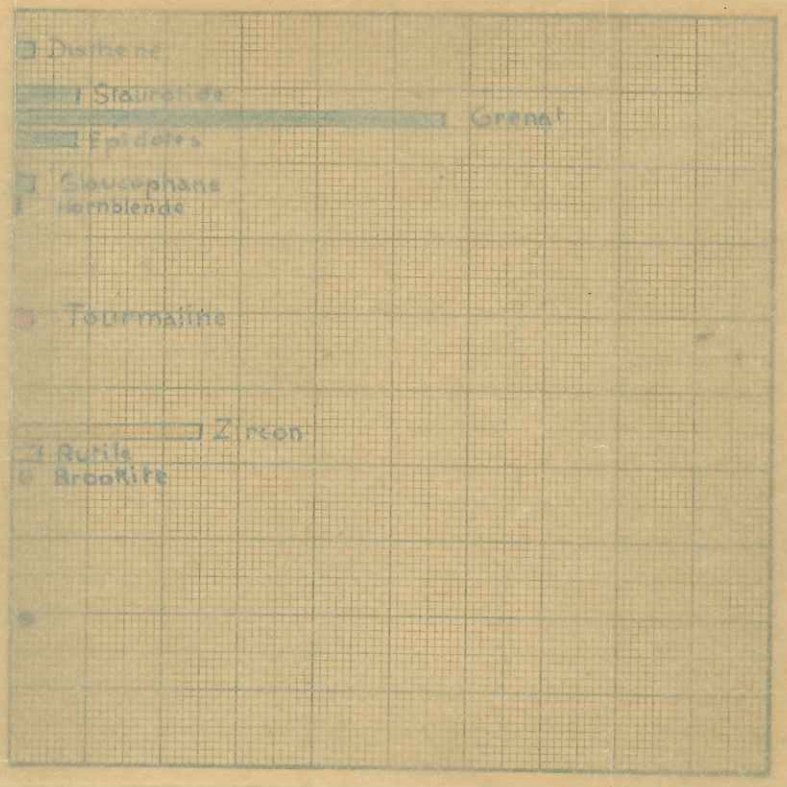 Disthene
Staurotide
Grenat
Epidotes
Glaucophane
Hornblende
Tourmaline
Zircon
Rutile
Brookite